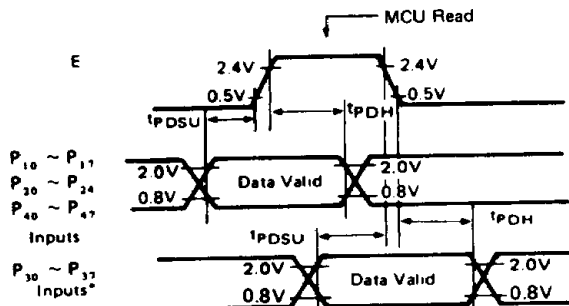 MCU Read
E
2.4V
2.4V
0.5V
0.5V
tPDSU
tPDH
P10 ~ P17
P20 ~ P24
P40 ~ P47
Inputs
2.0V
0.8V
Data Valid
2.0V
0.8V
tPDSU
tPDH
P30 ~ P37
Inputs*
2.0V
0.8V
Data Valid
2.0V
0.8V